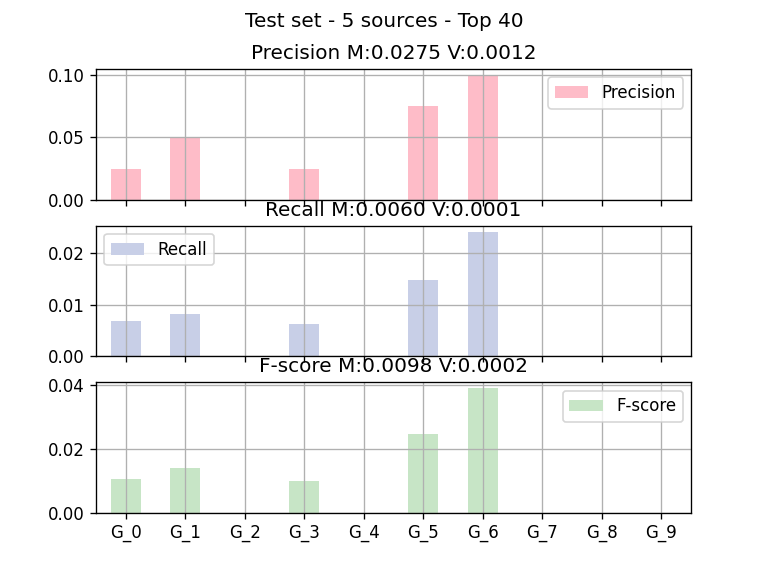 Test set - 5 sources - Top 40
Precision M:0.0275 V:0.0012
0.10
0.05
0.00
Precision
Recall M:0.0060 V:0.0001
0.02
0.01
0.00
Recall
F-score M:0.0098 V:0.0002
0.04
0.02
0.00
F-score
G_0 G_1 G_2 G_3 G_4 G_5 G_6 G_7 G_8 G_9